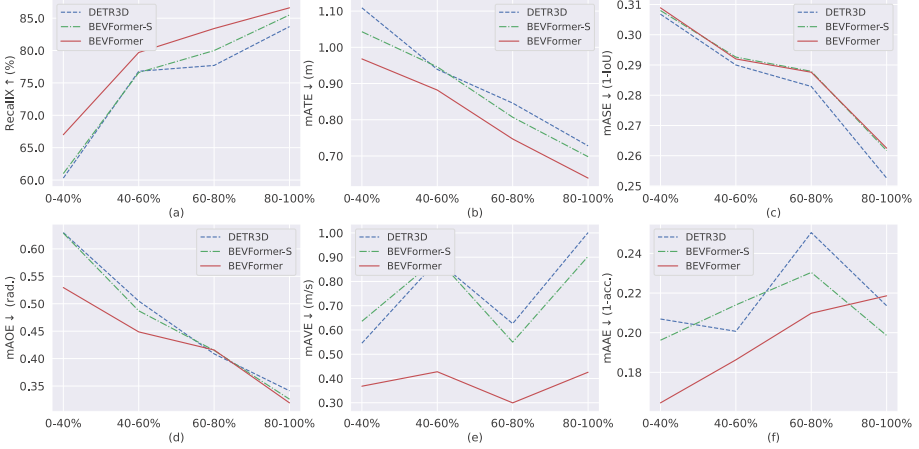 85.0
80.0
75.0
70.0
65.0
60.0
RecallX ↑ (%)
DETR3D
BEVFormer-S
BEVFormer
0-40% 40-60% 60-80% 80-100%
(a)
1.10
1.00
0.90
0.80
0.70
mATE ↓ (m)
DETR3D
BEVFormer-S
BEVFormer
0-40% 40-60% 60-80% 80-100%
(b)
0.31
0.30
0.29
0.28
0.27
0.26
0.25
mASE ↓ (1-IoU)
DETR3D
BEVFormer-S
BEVFormer
0-40% 40-60% 60-80% 80-100%
(c)
0.60
0.55
0.50
0.45
0.40
0.35
mAOE ↓ (rad.)
DETR3D
BEVFormer-S
BEVFormer
0-40% 40-60% 60-80% 80-100%
(d)
1.00
0.90
0.80
0.70
0.60
0.50
0.40
0.30
mAVE ↓ (m/s)
DETR3D
BEVFormer-S
BEVFormer
0-40% 40-60% 60-80% 80-100%
(e)
0.24
0.22
0.20
0.18
mAAE ↓ (1-acc.)
DETR3D
BEVFormer-S
BEVFormer
0-40% 40-60% 60-80% 80-100%
(f)